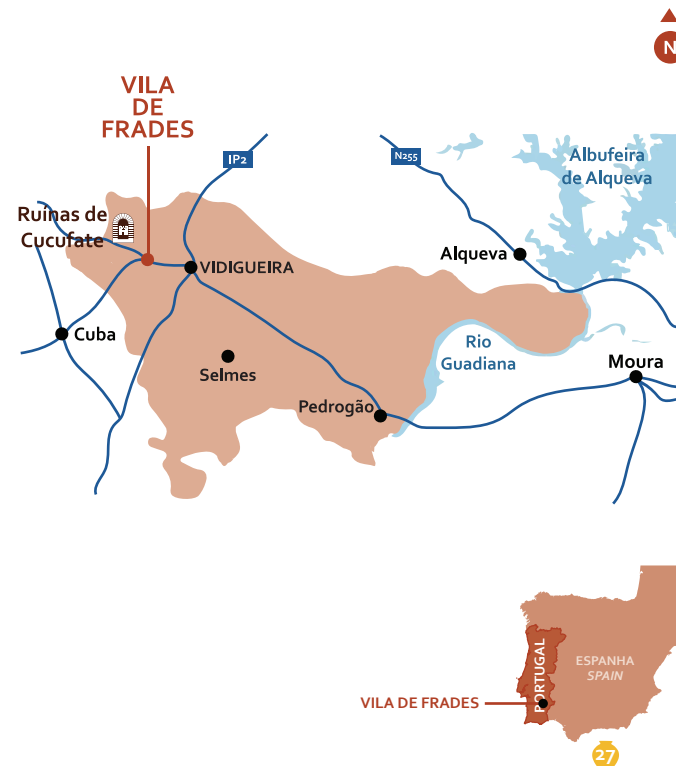 N
VILA
DE
FRADES
IP2
N255
Albufeira
de Alqueva
Ruínas de
Cucufate
Alqueva
VIDIGUEIRA
Cuba
Rio
Guadiana
Moura
Selmes
Pedrogão
PORTUGAL
ESPANHA
SPAIN
VILA DE FRADES
27